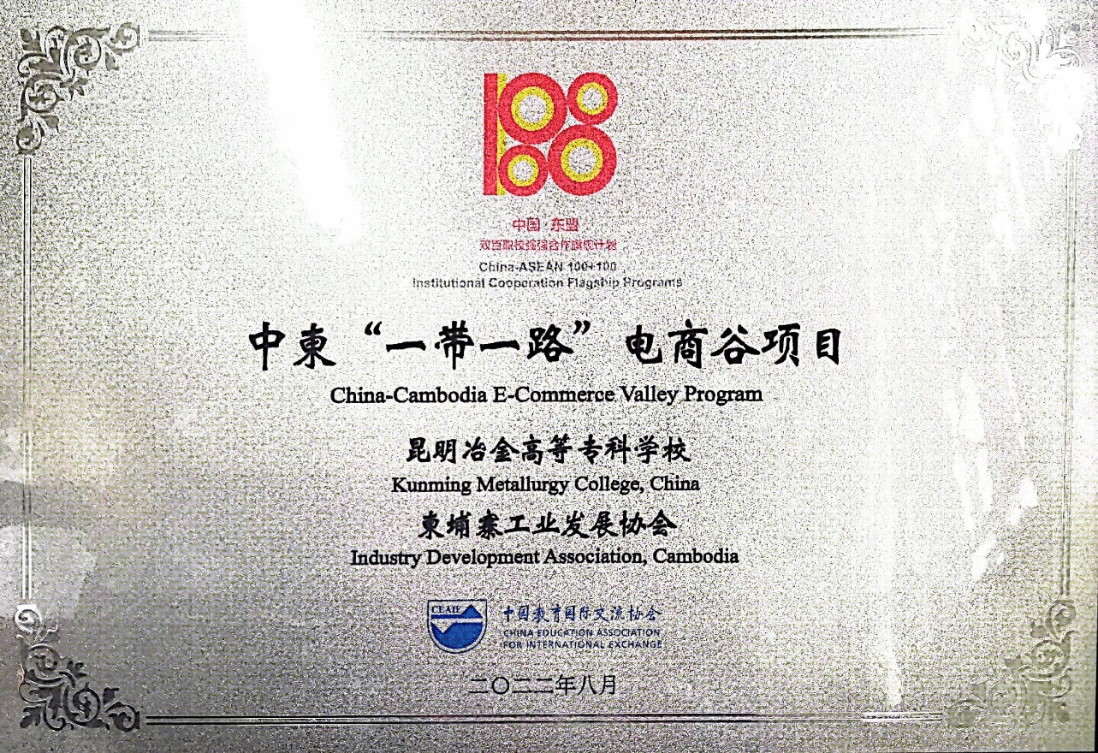 中国·东盟
双百职校强强合作旗舰计划
China-ASEAN 100+100
Institutional Cooperation Flagship Programs
中柬“一带一路”电商谷项目
China-Cambodia E-Commerce Valley Program
昆明冶金高等专科学校
Kunming Metallurgy College, China
柬埔寨工业发展协会
Industry Development Association, Cambodia
CEAIE
中国教育国际交流协会
CHINA EDUCATION ASSOCIATION
FOR INTERNATIONAL EXCHANGE
二〇二二年八月